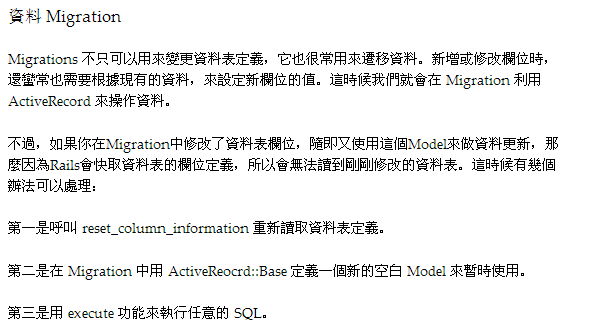 資料 Migration
Migrations 不只可以用來變更資料表定義，它也很常用來遷移資料。新增或修改欄位時，
還蠻常也需要根據現有的資料，來設定新欄位的值。這時候我們就會在 Migration 利用
ActiveRecord 來操作資料。
不過，如果你在Migration中修改了資料表欄位，隨即又使用這個Model來做資料更新，那
麼因為Rails會快取資料表的欄位定義，所以會無法讀到剛剛修改的資料表。這時候有幾個
辦法可以處理：
第一是呼叫 reset_column_information 重新讀取資料表定義。
第二是在 Migration 中用 ActiveReocrd::Base 定義一個新的空白 Model 來暫時使用。
第三是用 execute 功能來執行任意的 SQL。